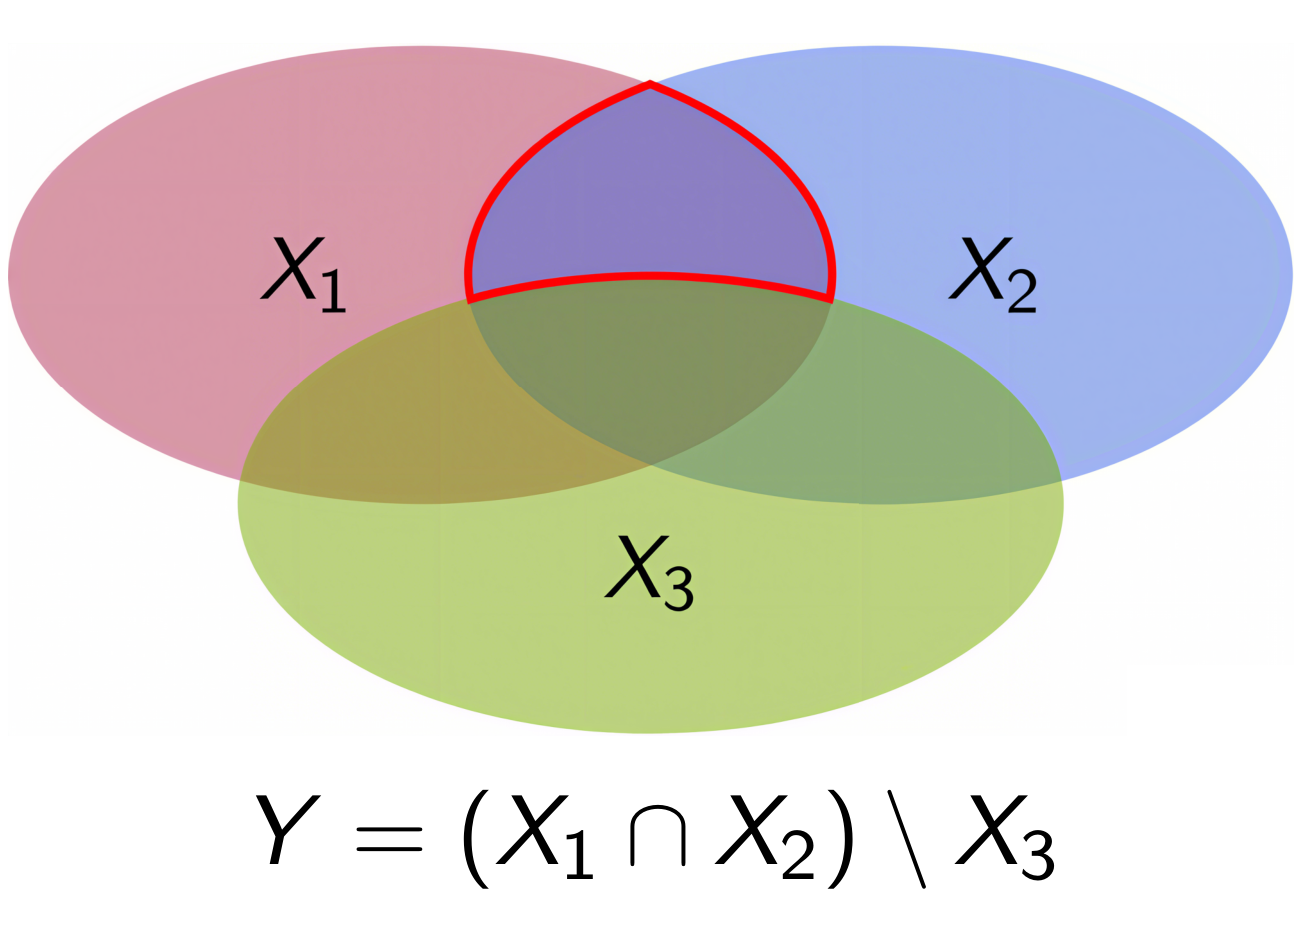 X₁
X₂
X₃
Y = (X₁ ∩ X₂) \ X₃